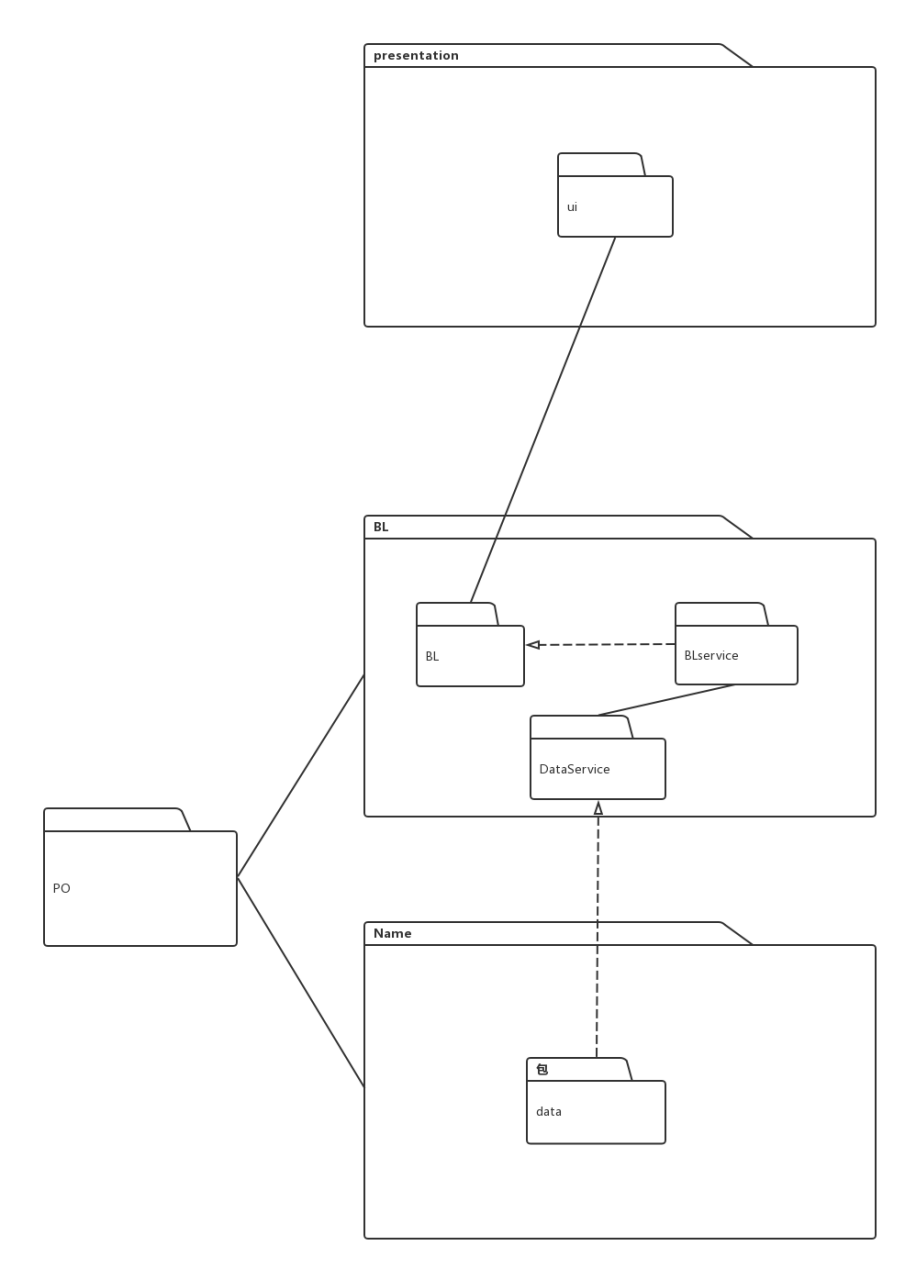 presentation
ui
BL
BL
BLservice
DataService
PO
Name
包
data